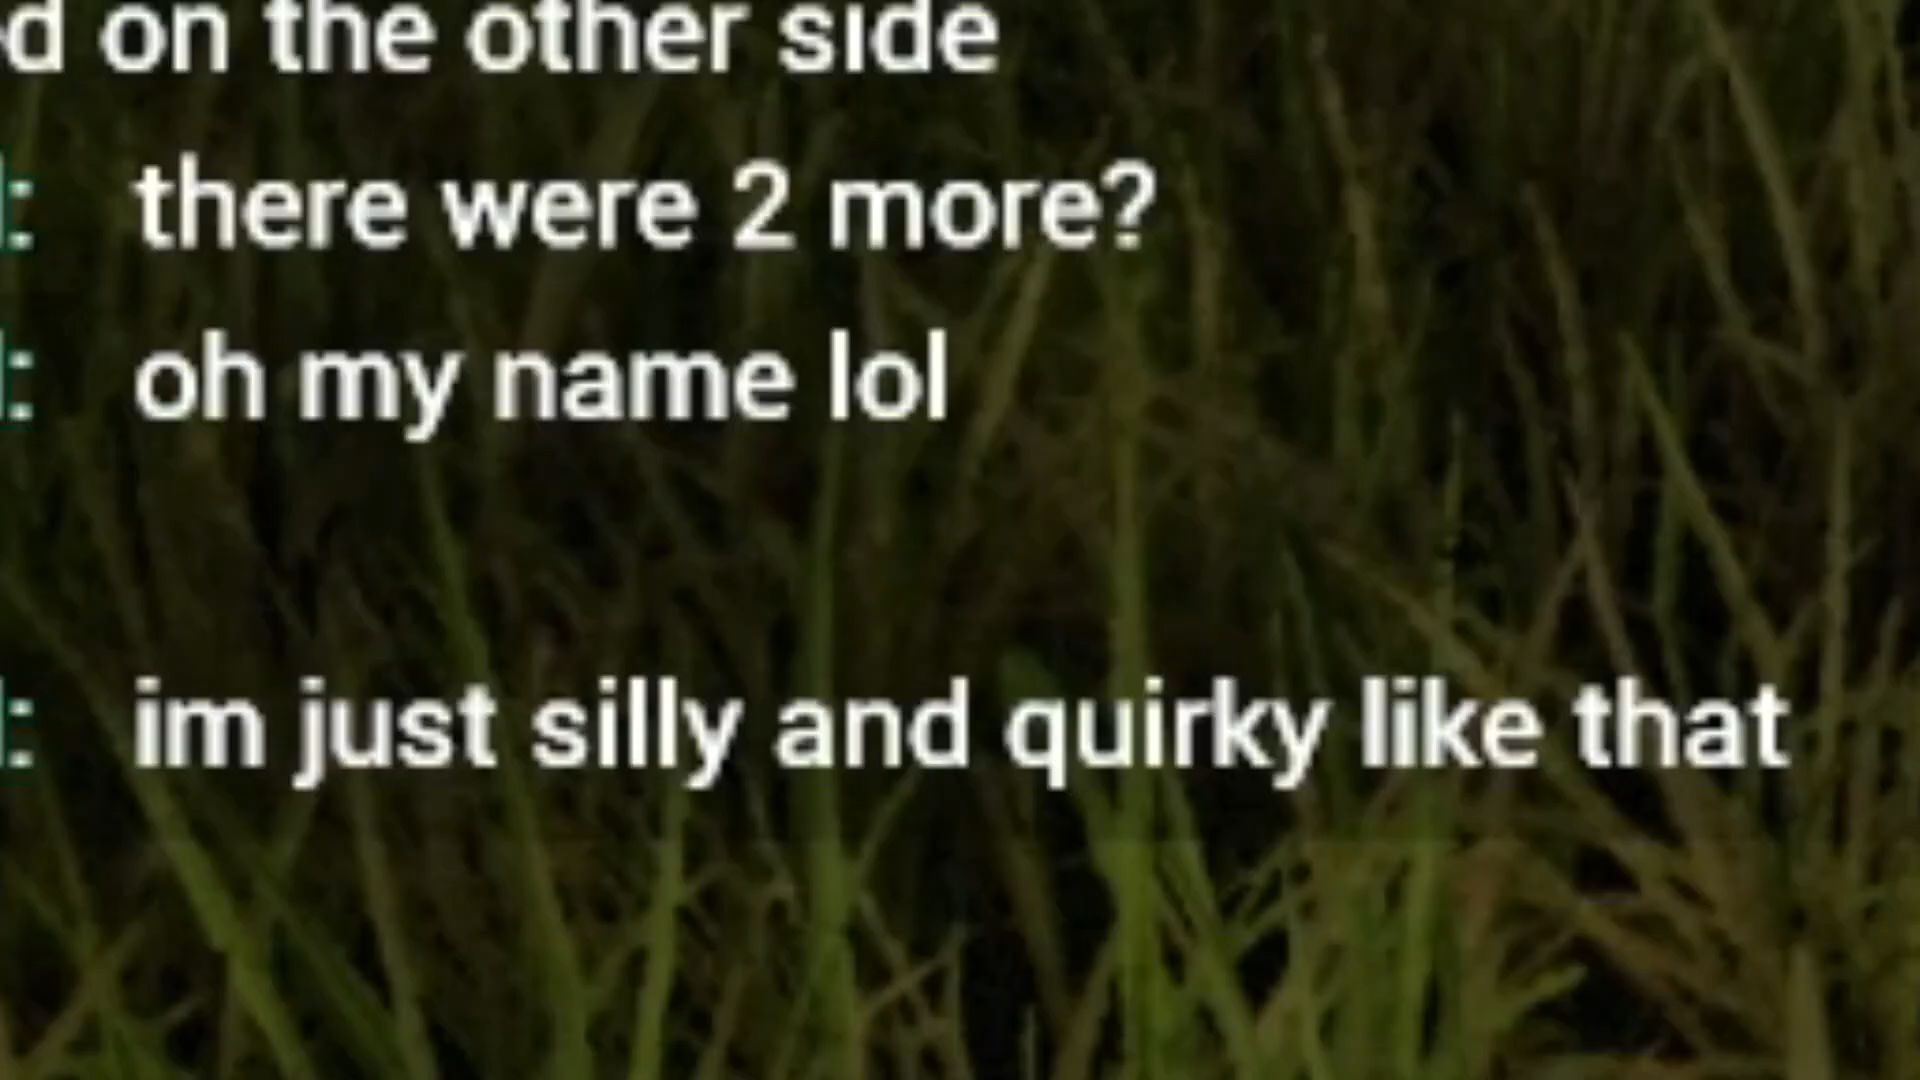 on the other side
: there were 2 more?
: oh my name lol
: im just silly and quirky like that